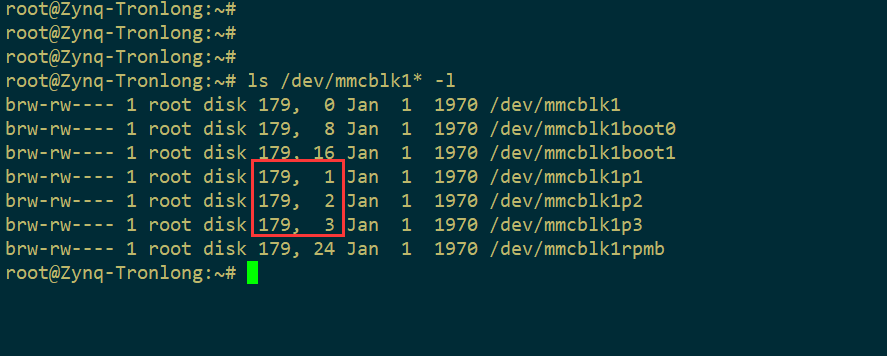 root@Zynq-Tronlong:~#
root@Zynq-Tronlong:~#
root@Zynq-Tronlong:~#
root@Zynq-Tronlong:~# ls /dev/mmcblk1* -l
brw-rw---- 1 root disk 179,  0 Jan  1  1970 /dev/mmcblk1
brw-rw---- 1 root disk 179,  8 Jan  1  1970 /dev/mmcblk1boot0
brw-rw---- 1 root disk 179, 16 Jan  1  1970 /dev/mmcblk1boot1
brw-rw---- 1 root disk 179,  1 Jan  1  1970 /dev/mmcblk1p1
brw-rw---- 1 root disk 179,  2 Jan  1  1970 /dev/mmcblk1p2
brw-rw---- 1 root disk 179,  3 Jan  1  1970 /dev/mmcblk1p3
brw-rw---- 1 root disk 179, 24 Jan  1  1970 /dev/mmcblk1rpmb
root@Zynq-Tronlong:~#